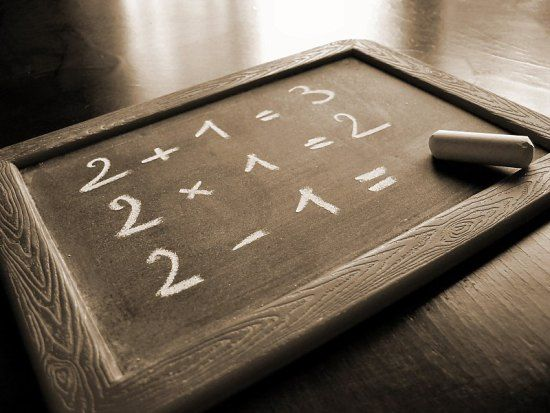 2 + 1 = 3
2 × 1 = 2
2 - 1 =